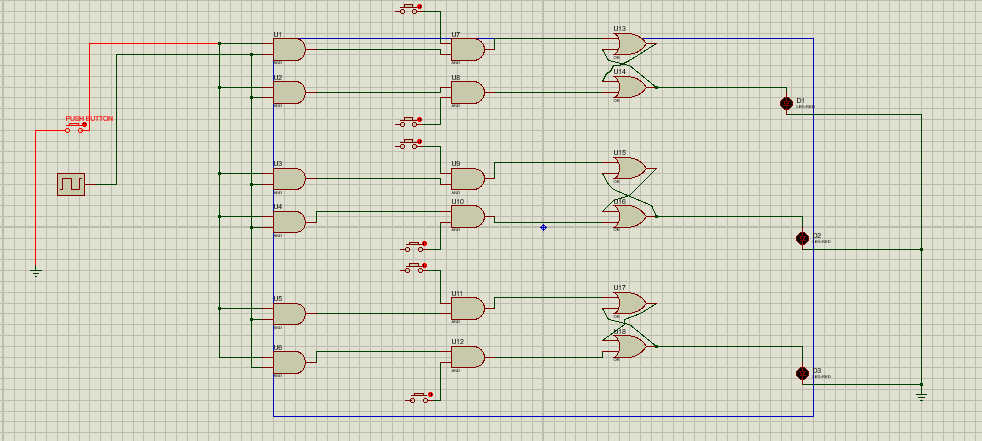 U1
AND
U2
AND
U3
AND
U4
AND
U5
AND
U6
AND
PUSH BUTTON
U7
AND
U8
AND
U9
AND
U10
AND
U11
AND
U12
AND
U13
U14
OR
U15
OR
U16
OR
U17
OR
U18
OR
D1
LED-RED
D2
LED-RED
D3
LED-RED